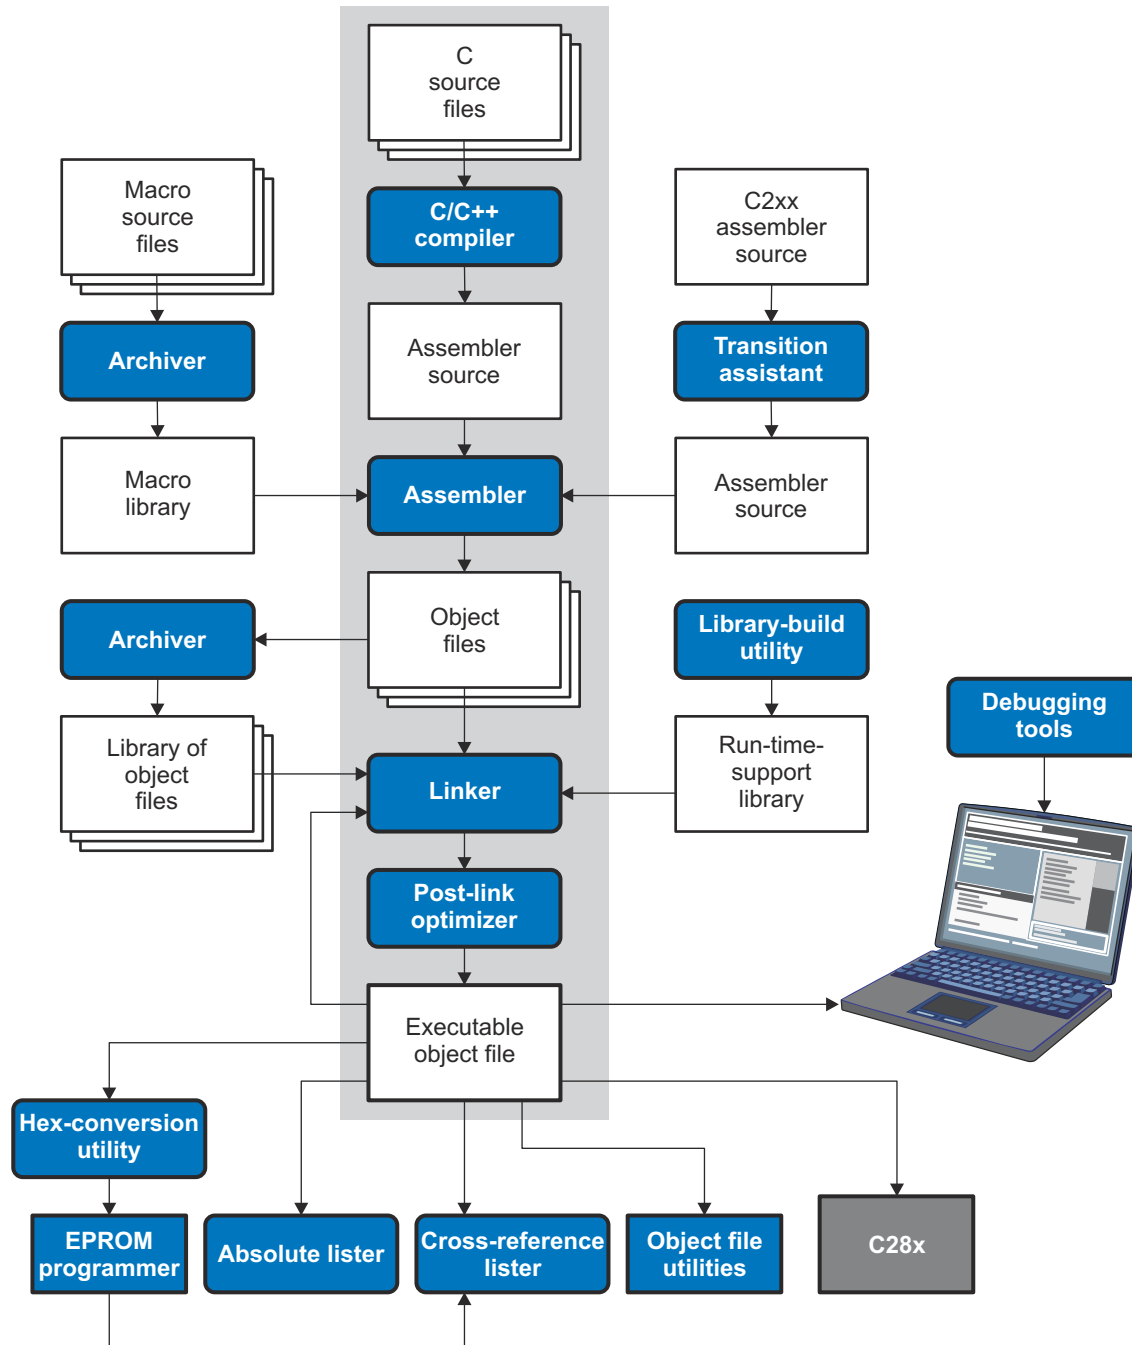 C
source
files
Macro
source
files
C/C++
compiler
C2xx
assembler
source
Archiver
Assembler
source
Transition
assistant
Macro
library
Assembler
Assembler
source
Archiver
Object
files
Library-build
utility
Debugging
tools
Library of
object
files
Linker
Run-time-
support
library
Post-link
optimizer
Executable
object file
Hex-conversion
utility
EPROM
programmer
Absolute lister
Cross-reference
lister
Object file
utilities
C28x